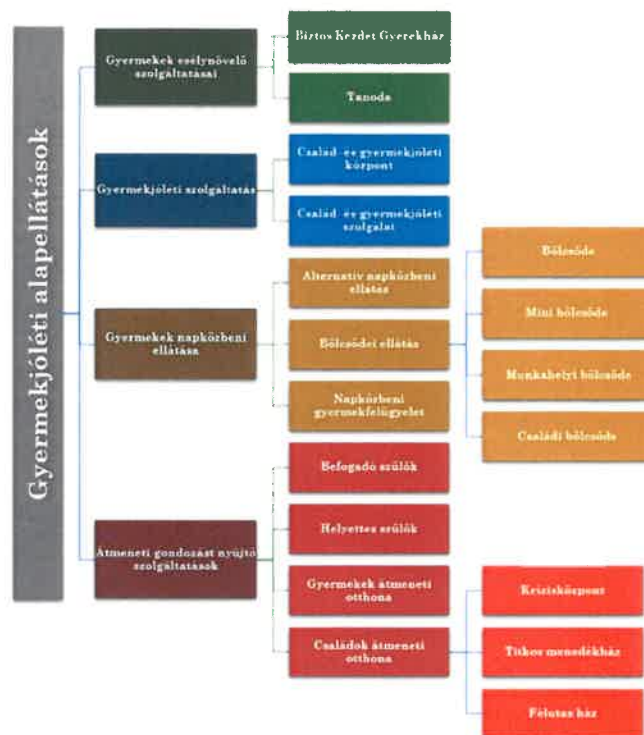 Gyermekjóléti alapellátások
Gyermekek esélynövelő
szolgáltatásai
Biztos Kezdet Gyerekház
Tanoda
Gyermekjóléti szolgáltatás
Család- és gyermekjóléti
központ
Család- és gyermekjóléti
szolgálat
Gyermekek napközbeni
ellátása
Alternatív napközbeni
ellátás
Bölcsődei ellátás
Bölcsőde
Mini bölcsőde
Munkahelyi bölcsőde
Családi bölcsőde
Napközbeni
gyermekfelügyelet
Átmeneti gondozást nyújtó
szolgáltatások
Befogadó szülők
Helyettes szülők
Gyermekek átmeneti
otthona
Családok átmeneti
otthona
Krízisközpont
Titkos menedékház
Félutas ház